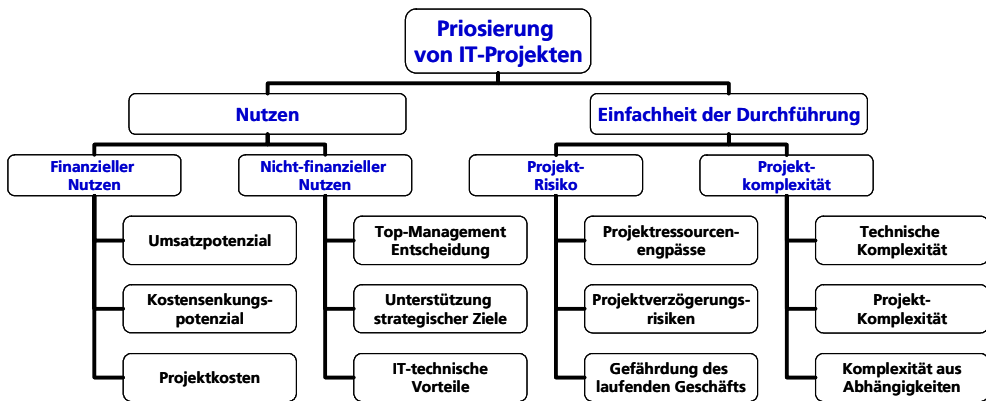 Priosierung
von IT-Projekten
Nutzen
Einfachheit der Durchführung
Finanzieller
Nutzen
Nicht-finanzieller
Nutzen
Projekt-
Risiko
Projekt-
komplexität
Umsatzpotenzial
Kostensenkungs-
potenzial
Projektkosten
Top-Management
Entscheidung
Unterstützung
strategischer Ziele
IT-technische
Vorteile
Projektressourcen-
engpässe
Projektverzögerungs-
risiken
Gefährdung des
laufenden Geschäfts
Technische
Komplexität
Projekt-
Komplexität
Komplexität aus
Abhängigkeiten